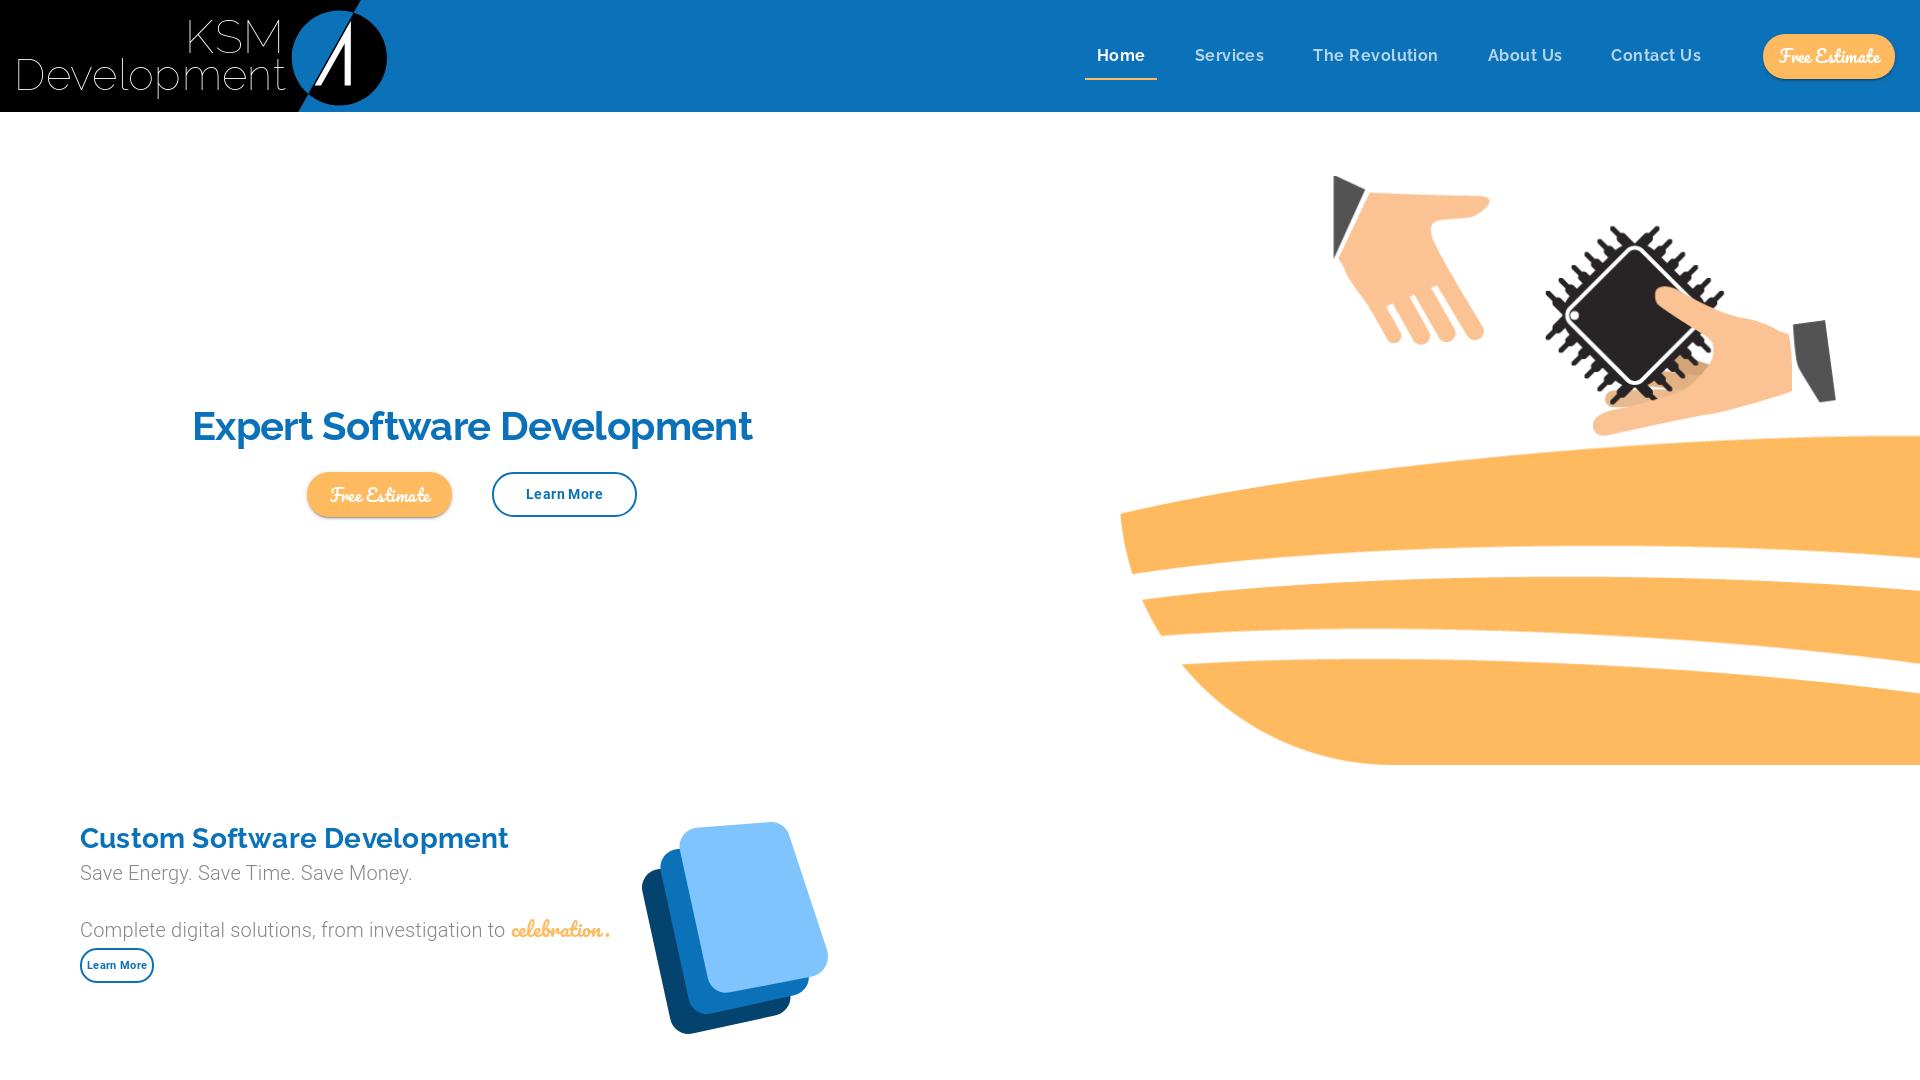 KSM
Development
Home
Services
The Revolution
About Us
Contact Us
Free Estimate
Expert Software Development
Free Estimate
Learn More
Custom Software Development
Save Energy. Save Time. Save Money.
Complete digital solutions, from investigation to celebration.
Learn More